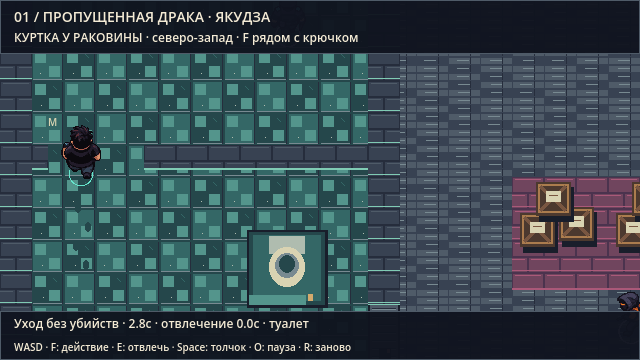 01 / ПРОПУЩЕННАЯ ДРАКА · ЯКУДЗА
КУРТКА У РАКОВИНЫ · северо-запад · F рядом с крючком
М
Уход без убийств · 2.8с · отвлечение 0.0с · туалет
WASD · F: действие · E: отвлечь · Space: толчок · O: пауза · R: заново